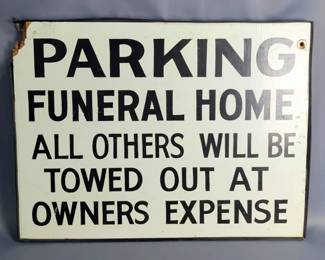 PARKING
FUNERAL HOME
ALL OTHERS WILL BE
TOWED OUT AT
OWNERS EXPENSE